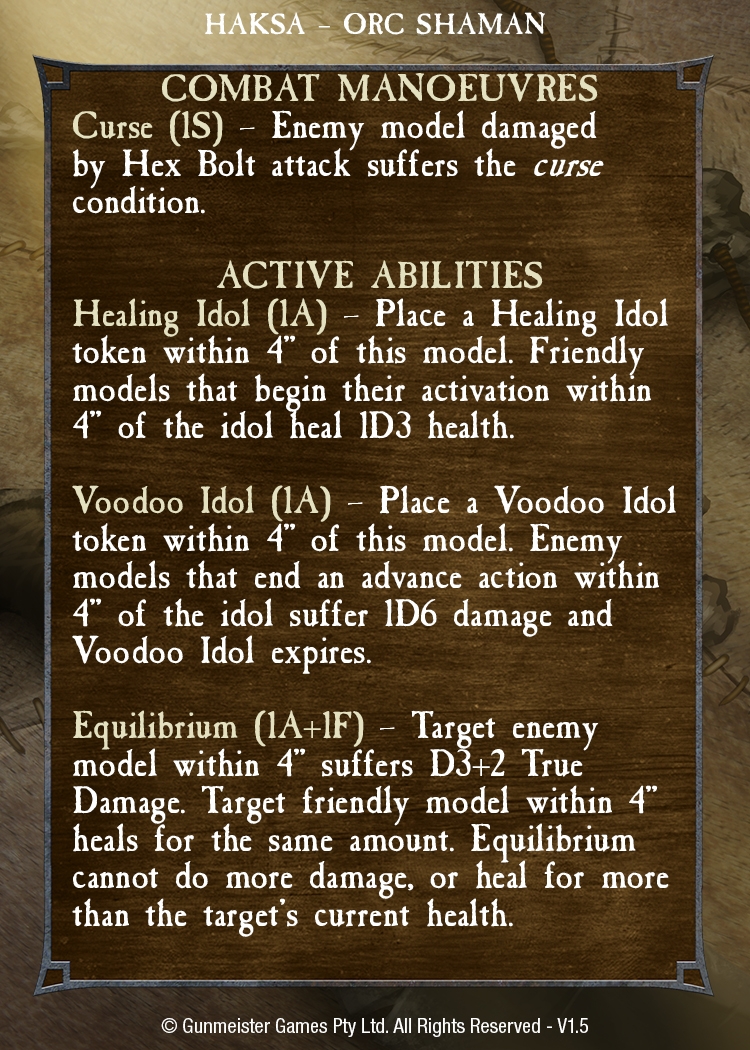 HAKSA – ORC SHAMAN
COMBAT MANOEUVRES
Curse (1S) – Enemy model damaged
by Hex Bolt attack suffers the curse
condition.
ACTIVE ABILITIES
Healing Idol (1A) – Place a Healing Idol
token within 4” of this model. Friendly
models that begin their activation within
4” of the idol heal 1D3 health.
Voodoo Idol (1A) – Place a Voodoo Idol
token within 4” of this model. Enemy
models that end an advance action within
4” of the idol suffer 1D6 damage and
Voodoo Idol expires.
Equilibrium (1A+1F) – Target enemy
model within 4” suffers D3+2 True
Damage. Target friendly model within 4”
heals for the same amount. Equilibrium
cannot do more damage, or heal for more
than the target’s current health.
© Gunmeister Games Pty Ltd. All Rights Reserved - V1.5